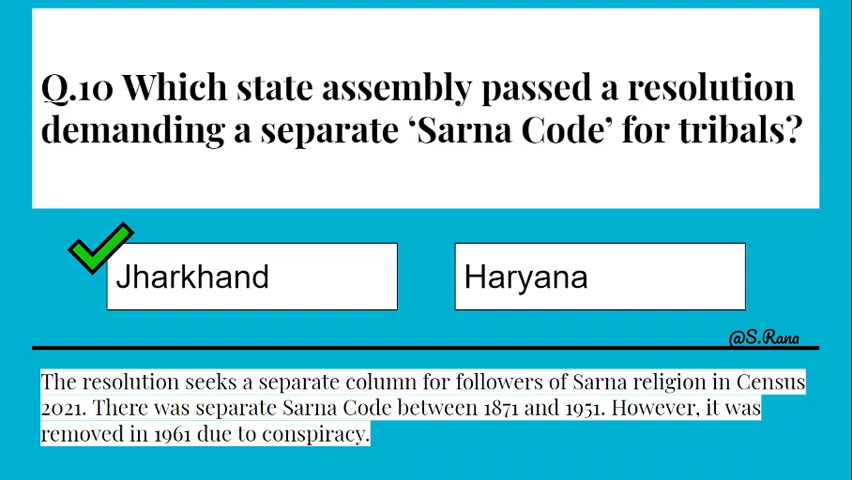 Q.10 Which state assembly passed a resolution
demanding a separate ‘Sarna Code’ for tribals?
Jharkhand
Haryana
@S.Rana
The resolution seeks a separate column for followers of Sarna religion in Census
2021. There was separate Sarna Code between 1871 and 1951. However, it was
removed in 1961 due to conspiracy.